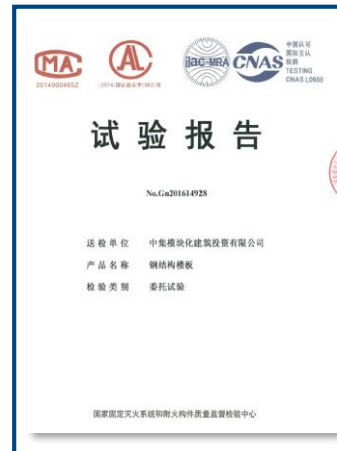 MA
AL
ilac-MRA
CNAS
中国认可
国际互认
检测
TESTING
CNAS L0988
2014000465Z
试验报告
No.Gn201614928
送检单位 中集模块化建筑投资有限公司
产品名称 钢结构楼板
检验类别 委托试验
国家固定灭火系统和耐火构件质量监督检验中心